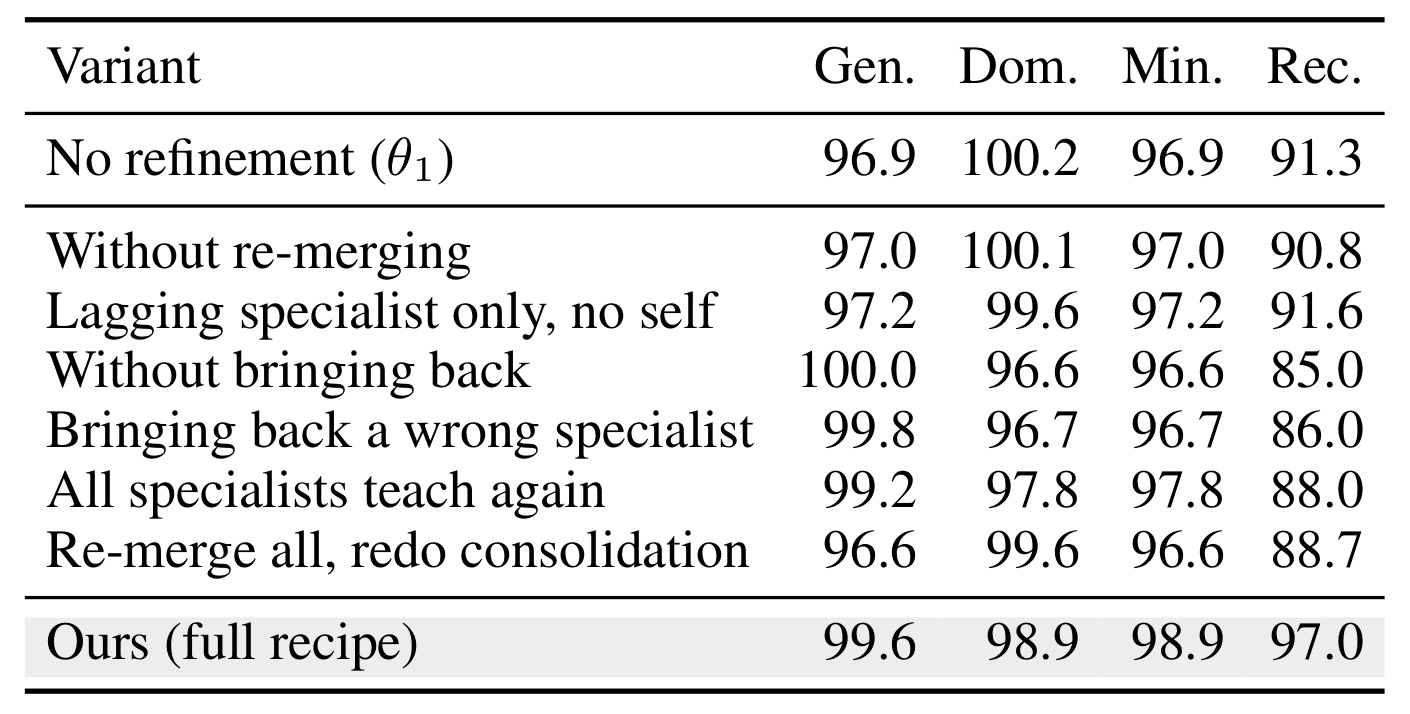 Variant Gen. Dom. Min. Rec.
No refinement (θ₁) 96.9 100.2 96.9 91.3
Without re-merging 97.0 100.1 97.0 90.8
Lagging specialist only, no self 97.2 99.6 97.2 91.6
Without bringing back 100.0 96.6 96.6 85.0
Bringing back a wrong specialist 99.8 96.7 96.7 86.0
All specialists teach again 99.2 97.8 97.8 88.0
Re-merge all, redo consolidation 96.6 99.6 96.6 88.7
Ours (full recipe) 99.6 98.9 98.9 97.0